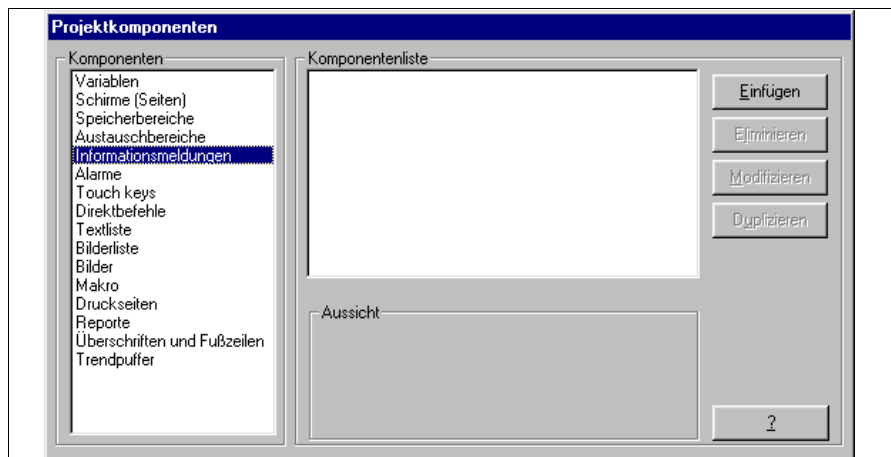 Projektkomponenten
Komponenten
Variablen
Schirme (Seiten)
Speicherbereiche
Austauschbereiche
Informationsmeldungen
Alarme
Touch keys
Direktbefehle
Textliste
Bilderliste
Bilder
Makro
Druckseiten
Reporte
Überschriften und Fußzeilen
Trendpuffer
Komponentenliste
Einfügen
Eliminieren
Modifizieren
Duplizieren
Aussicht
?